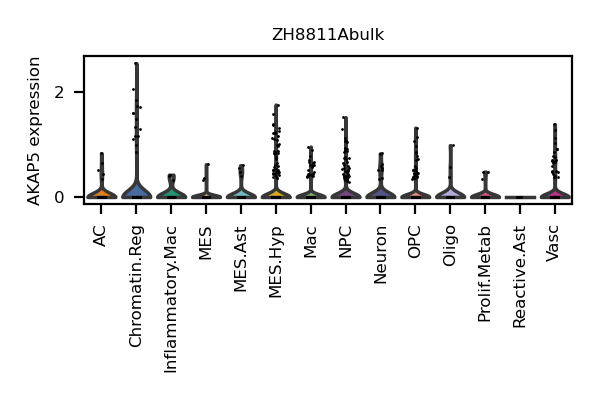 ZH8811Abulk
AKAP5 expression
2
0
AC
Chromatin.Reg
Inflammatory.Mac
MES
MES.Ast
MES.Hyp
Mac
NPC
Neuron
OPC
Oligo
Prolif.Metab
Reactive.Ast
Vasc